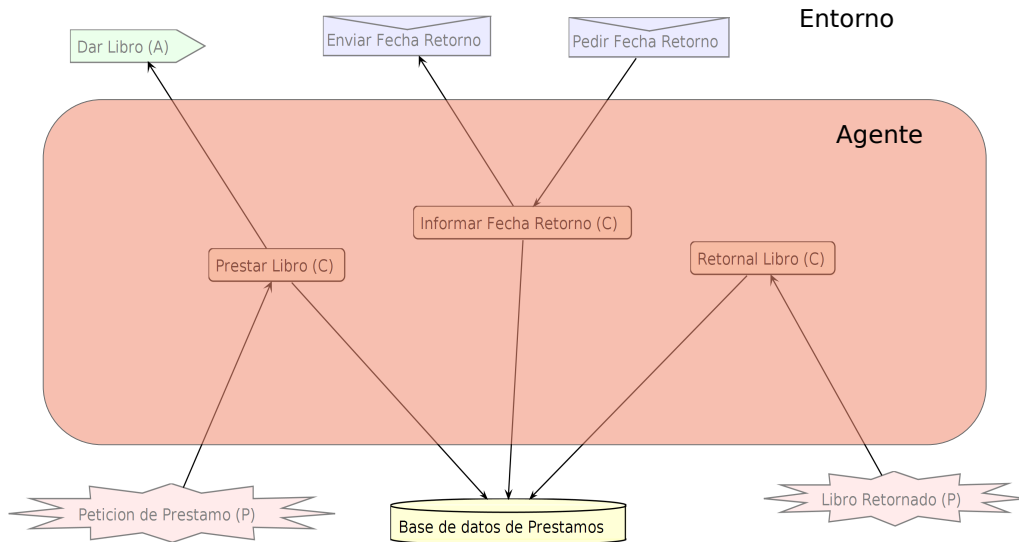 Entorno
Dar Libro (A)
Enviar Fecha Retorno
Pedir Fecha Retorno
Agente
Informar Fecha Retorno (C)
Prestar Libro (C)
Retornal Libro (C)
Peticion de Prestamo (P)
Libro Retornado (P)
Base de datos de Prestamos